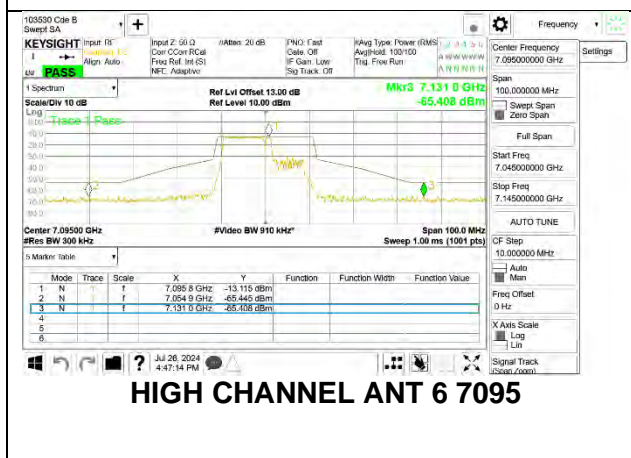 103530 Cde B
Swept SA
Frequency
KEYSIGHT Input: RF
Align: Auto
PASS
Input Z: 50 Ω
Corr CCorr RCal
Freq Ref: Int (S)
NFE: Adaptive
#Atten: 20 dB
PNO: Fast
Gate: Off
IF Gain: Low
Sig Track: Off
#Avg Type: Power (RMS
Avg|Hold: 100/100
Trig: Free Run
A N N N N N
Center Frequency
7.095000000 GHz
Settings
Span
100.000000 MHz
Swept Span
Zero Span
Full Span
Start Freq
7.045000000 GHz
Stop Freq
7.145000000 GHz
AUTO TUNE
CF Step
10.000000 MHz
Auto
Man
Freq Offset
0 Hz
X Axis Scale
Log
Lin
Signal Track
(Span Zoom)
1 Spectrum
Scale/Div 10 dB
Log
Ref Lvl Offset 13.00 dB
Ref Level 10.00 dBm
Mkr3 7.131 0 GHz
-65.408 dBm
Trace 1 Pass
Center 7.09500 GHz
#Res BW 300 kHz
#Video BW 910 kHz*
Span 100.0 MHz
Sweep 1.00 ms (1001 pts)
5 Marker Table
Mode Trace Scale X Y Function Function Width Function Value
1 N 1 f 7.095 8 GHz -13.115 dBm
2 N 1 f 7.054 9 GHz -65.445 dBm
3 N 1 f 7.131 0 GHz -65.408 dBm
4
5
6
Jul 26, 2024
4:47:14 PM
HIGH CHANNEL ANT 6 7095